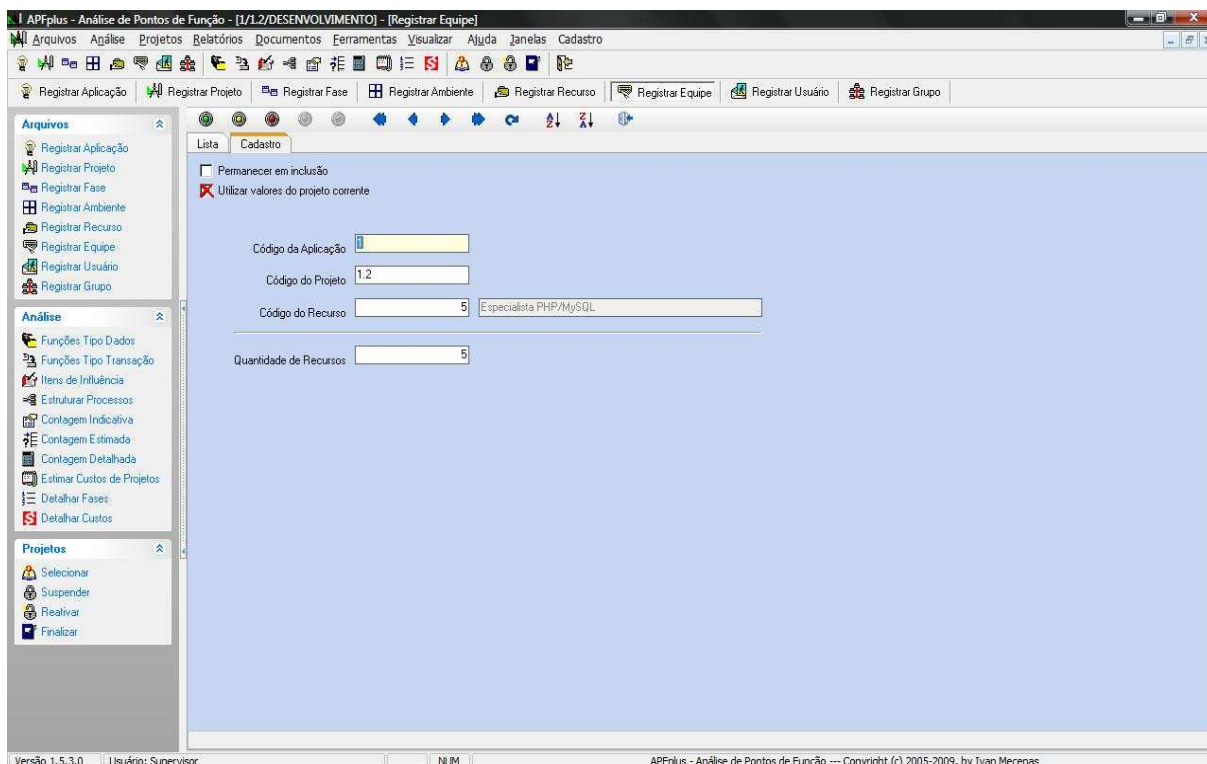 APFplus - Análise de Pontos de Função - [1/1.2/DESENVOLVIMENTO] - [Registrar Equipe]
Arquivos Análise Projetos Relatórios Documentos Ferramentas Visualizar Ajuda Janelas Cadastro
Registrar Aplicação Registrar Projeto Registrar Fase Registrar Ambiente Registrar Recurso Registrar Equipe Registrar Usuário Registrar Grupo
Arquivos
Registrar Aplicação
Registrar Projeto
Registrar Fase
Registrar Ambiente
Registrar Recurso
Registrar Equipe
Registrar Usuário
Registrar Grupo
Análise
Funções Tipo Dados
Funções Tipo Transação
Itens de Influência
Estruturar Processos
Contagem Indicativa
Contagem Estimada
Contagem Detalhada
Estimar Custos de Projetos
Detalhar Fases
Detalhar Custos
Projetos
Selecionar
Suspender
Reativar
Finalizar
Lista Cadastro
Permanecer em inclusão
Utilizar valores do projeto corrente
Código da Aplicação 1
Código do Projeto 1.2
Código do Recurso 5 Especialista PHP/MySQL
Quantidade de Recursos 5
Versão 1.5.3.0 Usuário: Supervisor NUM APFplus - Análise de Pontos de Função --- Copyright (c) 2005-2009, by Ivan Mecenas